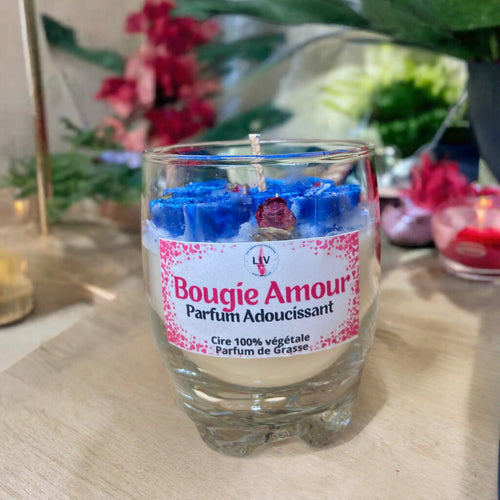 LIV
Bougie Amour
Parfum Adoucissant
Cire 100% végétale
Parfum de Grasse